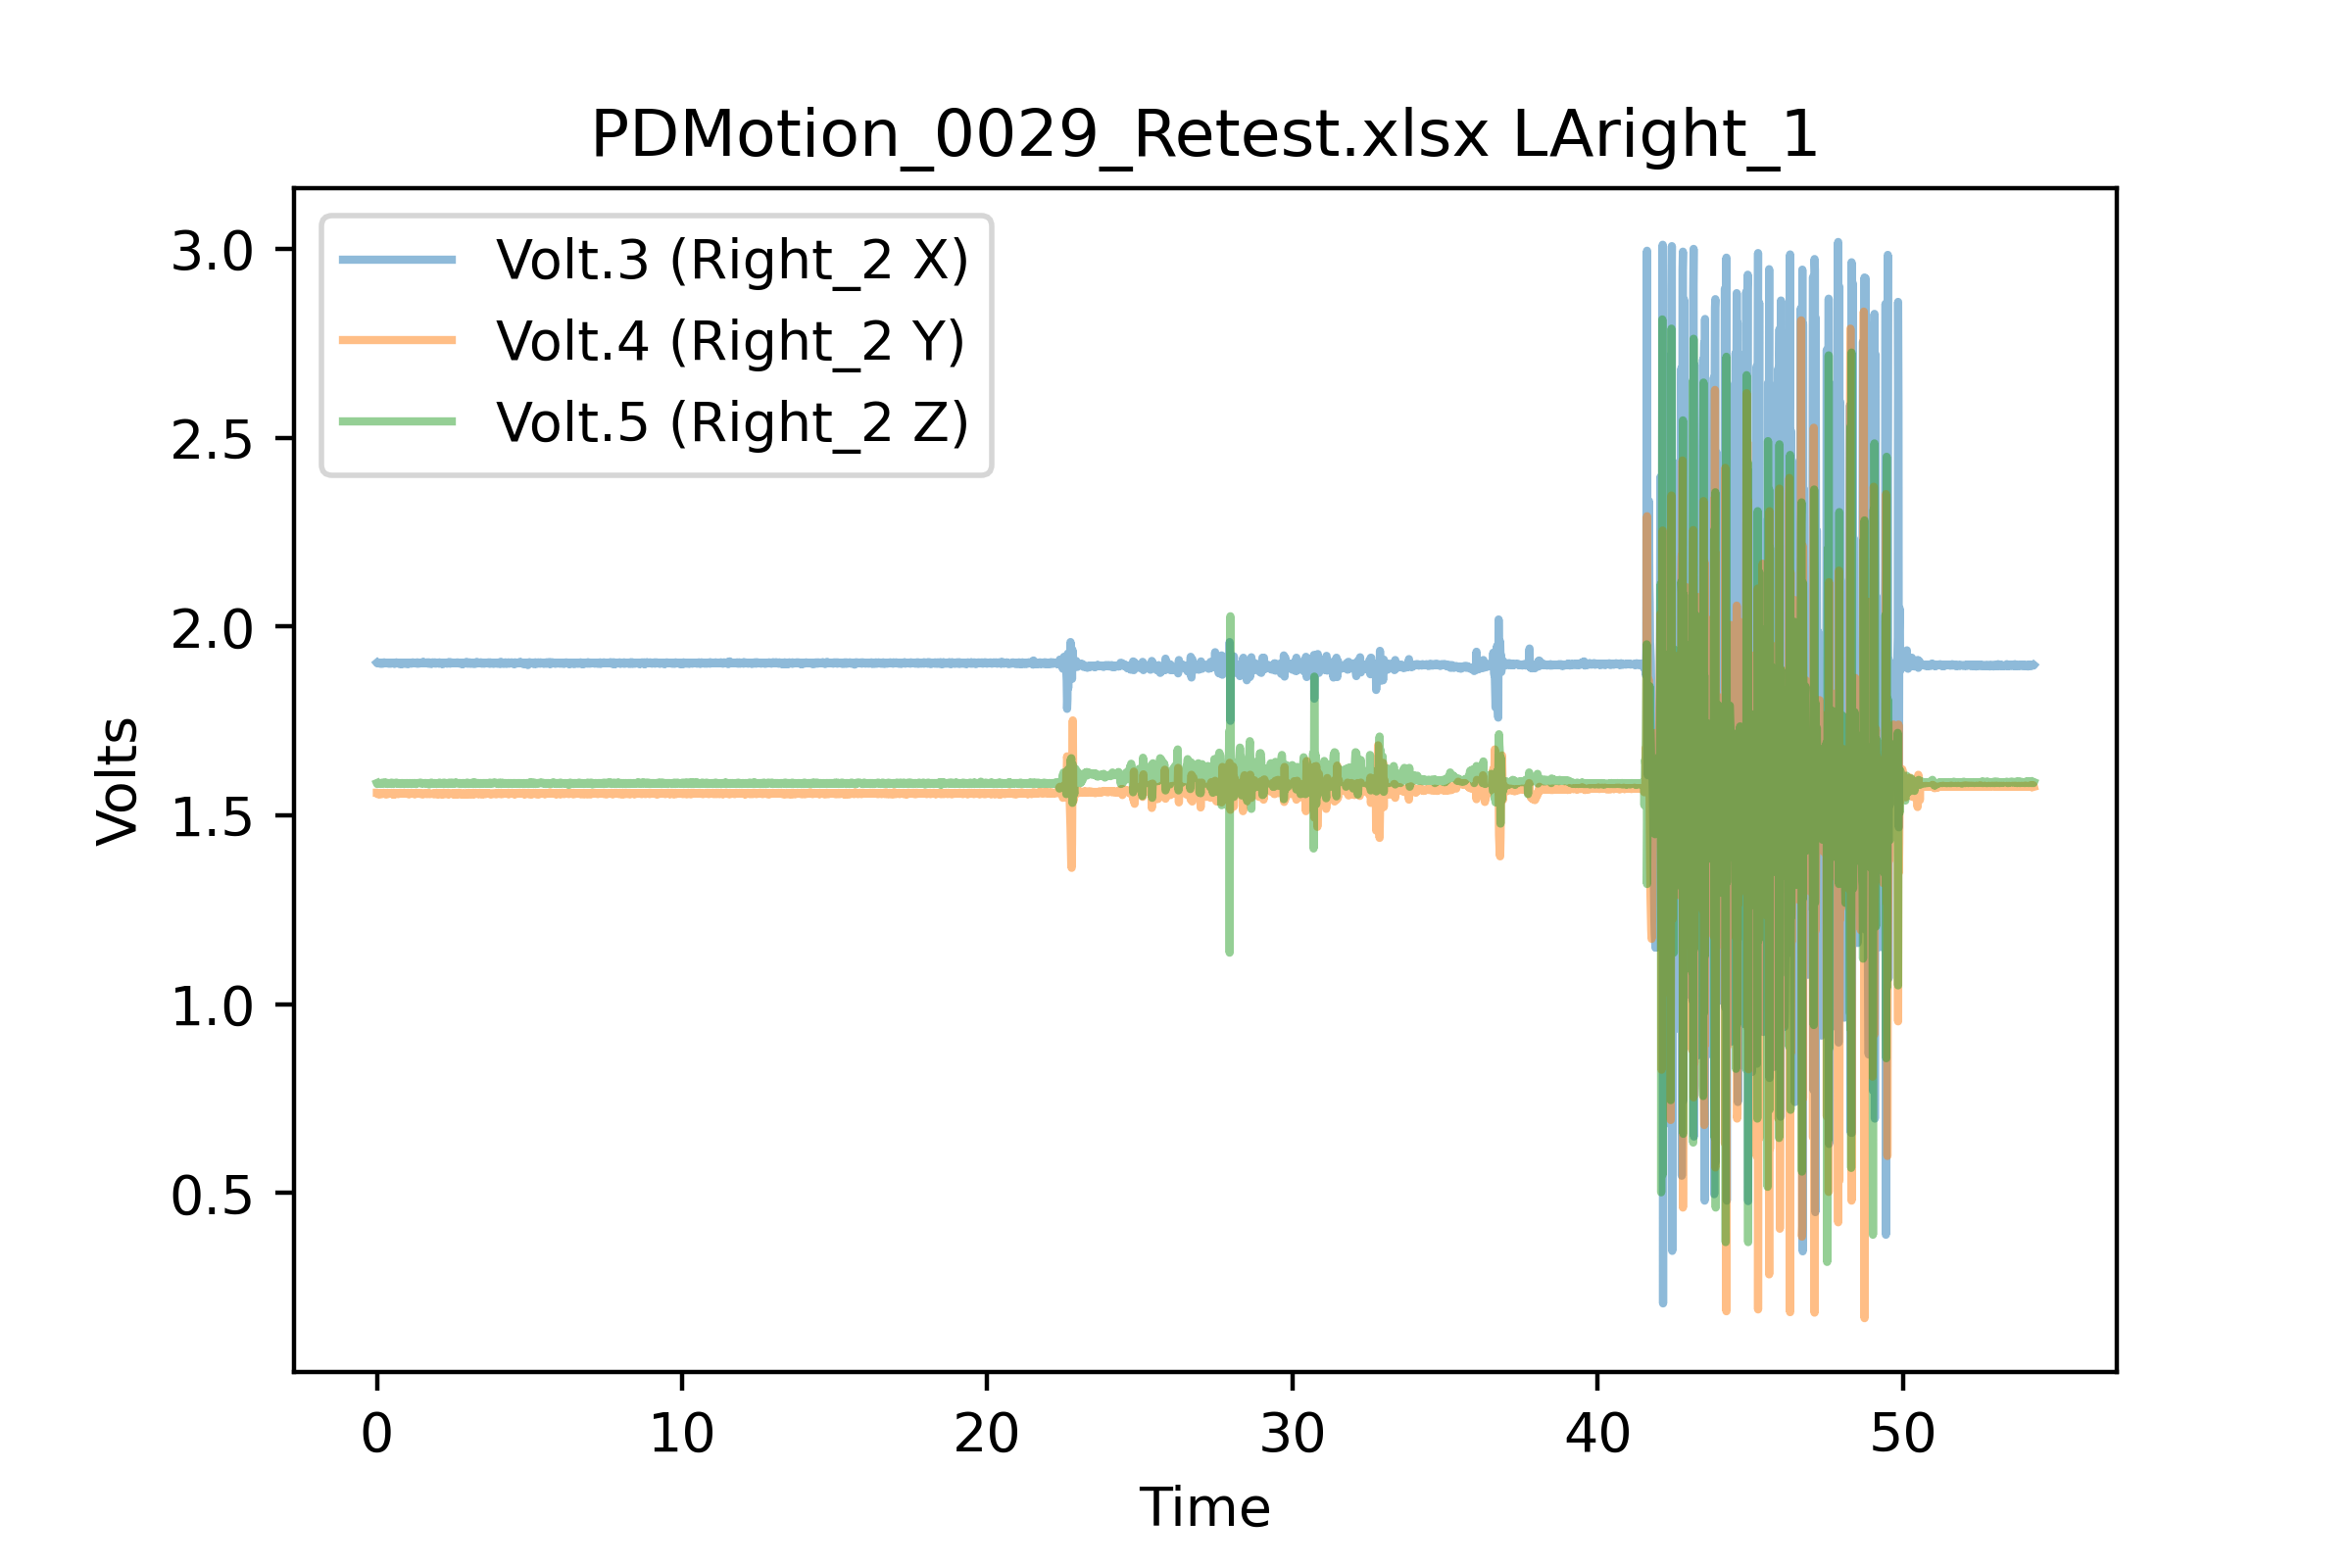 PDMotion_0029_Retest.xlsx LAright_1
Volt.3 (Right_2 X)
Volt.4 (Right_2 Y)
Volt.5 (Right_2 Z)
3.0
2.5
2.0
1.5
1.0
0.5
Volts
0 10 20 30 40 50
Time